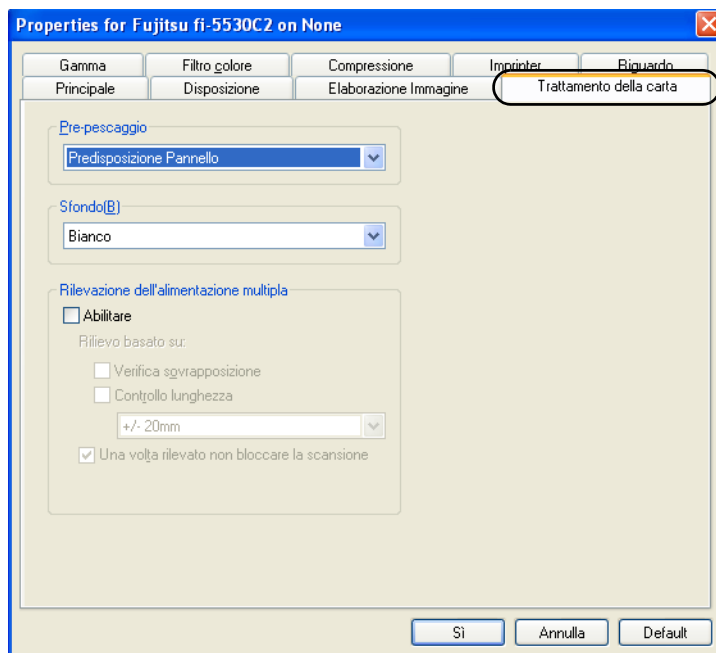 Properties for Fujitsu fi-5530C2 on None
Gamma Filtro colore Compressione Imprinter Riguardo
Principale Disposizione Elaborazione Immagine Trattamento della carta
Pre-pescaggio
Predisposizione Pannello
Sfondo(B)
Bianco
Rilevazione dell'alimentazione multipla
Abilitare
Rilievo basato su:
Verifica sovrapposizione
Controllo lunghezza
+/- 20mm
Una volta rilevato non bloccare la scansione
Sì Annulla Default